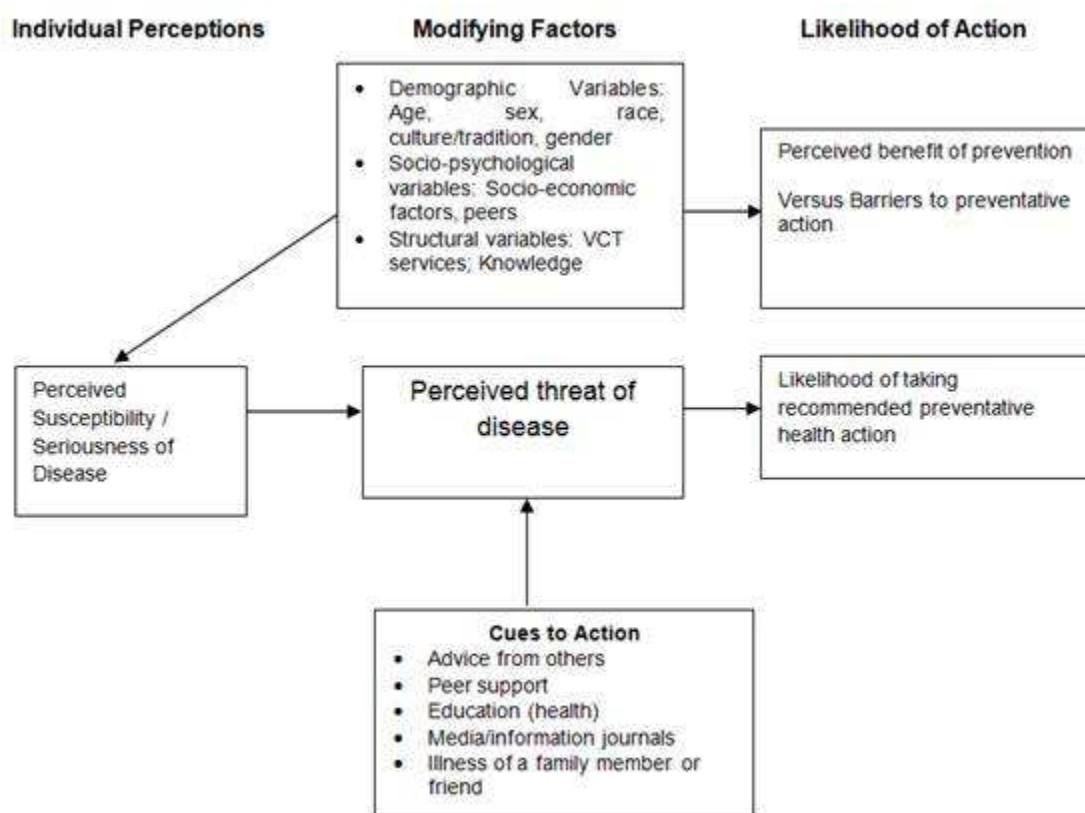 Individual Perceptions
Modifying Factors
Likelihood of Action
• Demographic Variables:
Age, sex, race,
culture/tradition, gender
• Socio-psychological
variables: Socio-economic
factors, peers
• Structural variables: VCT
services; Knowledge
Perceived benefit of prevention
Versus Barriers to preventative
action
Perceived
Susceptibility /
Seriousness of
Disease
Perceived threat of
disease
Likelihood of taking
recommended preventative
health action
Cues to Action
• Advice from others
• Peer support
• Education (health)
• Media/information journals
• Illness of a family member or
friend